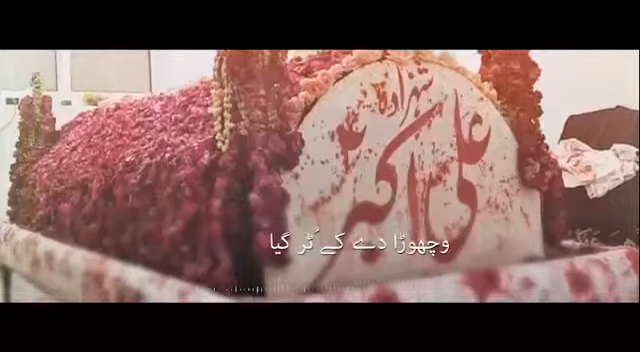 شہزادہ
علی اکبر ع
وچھوڑا دے کے ٹُر گیا